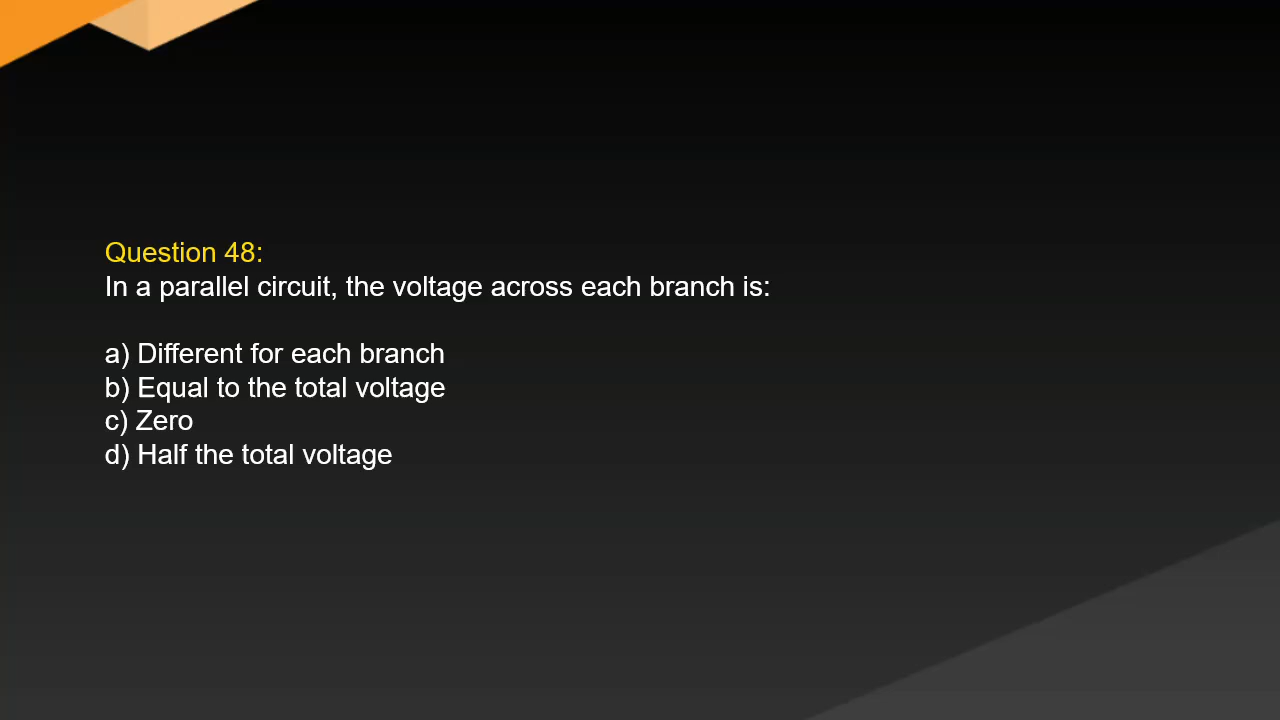 Question 48:
In a parallel circuit, the voltage across each branch is:
a) Different for each branch
b) Equal to the total voltage
c) Zero
d) Half the total voltage